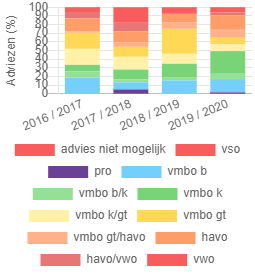 Adviezen (%)
100
90
80
70
60
50
40
30
20
10
0
2016 / 2017
2017 / 2018
2018 / 2019
2019 / 2020
advies niet mogelijk vso
pro vmbo b
vmbo b/k vmbo k
vmbo k/gt vmbo gt
vmbo gt/havo havo
havo/vwo vwo